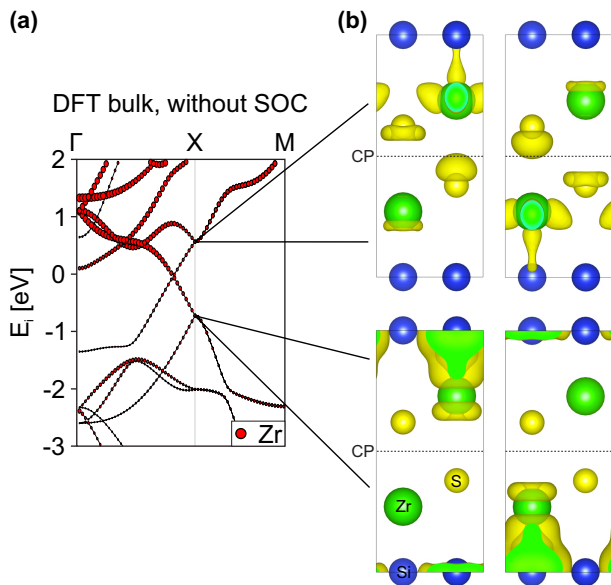 (a)
(b)
DFT bulk, without SOC
Γ
X
M
E_i [eV]
2
1
0
-1
-2
-3
Zr
CP
CP
S
Zr
Si